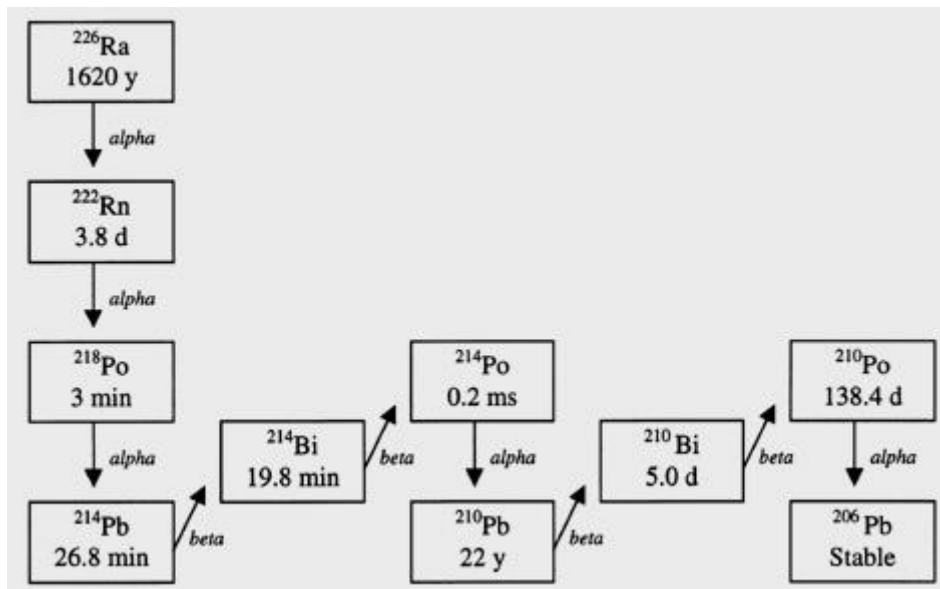 ²²⁶Ra
1620 y
alpha
²²²Rn
3.8 d
alpha
²¹⁸Po
3 min
alpha
²¹⁴Pb
26.8 min
beta
²¹⁴Bi
19.8 min
beta
²¹⁴Po
0.2 ms
alpha
²¹⁰Pb
22 y
beta
²¹⁰Bi
5.0 d
beta
²¹⁰Po
138.4 d
alpha
²⁰⁶Pb
Stable